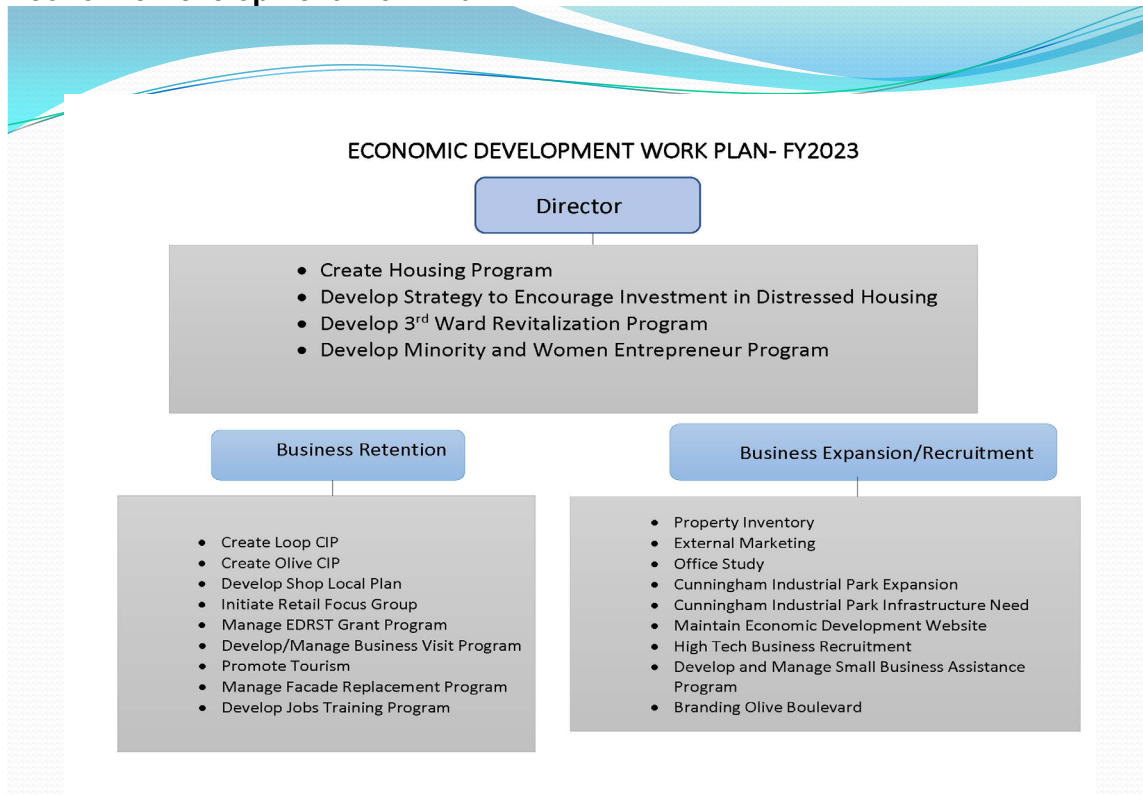 ECONOMIC DEVELOPMENT WORK PLAN- FY2023
Director
• Create Housing Program
• Develop Strategy to Encourage Investment in Distressed Housing
• Develop 3rd Ward Revitalization Program
• Develop Minority and Women Entrepreneur Program
Business Retention
• Create Loop CIP
• Create Olive CIP
• Develop Shop Local Plan
• Initiate Retail Focus Group
• Manage EDRST Grant Program
• Develop/Manage Business Visit Program
• Promote Tourism
• Manage Facade Replacement Program
• Develop Jobs Training Program
Business Expansion/Recruitment
• Property Inventory
• External Marketing
• Office Study
• Cunningham Industrial Park Expansion
• Cunningham Industrial Park Infrastructure Need
• Maintain Economic Development Website
• High Tech Business Recruitment
• Develop and Manage Small Business Assistance
Program
• Branding Olive Boulevard